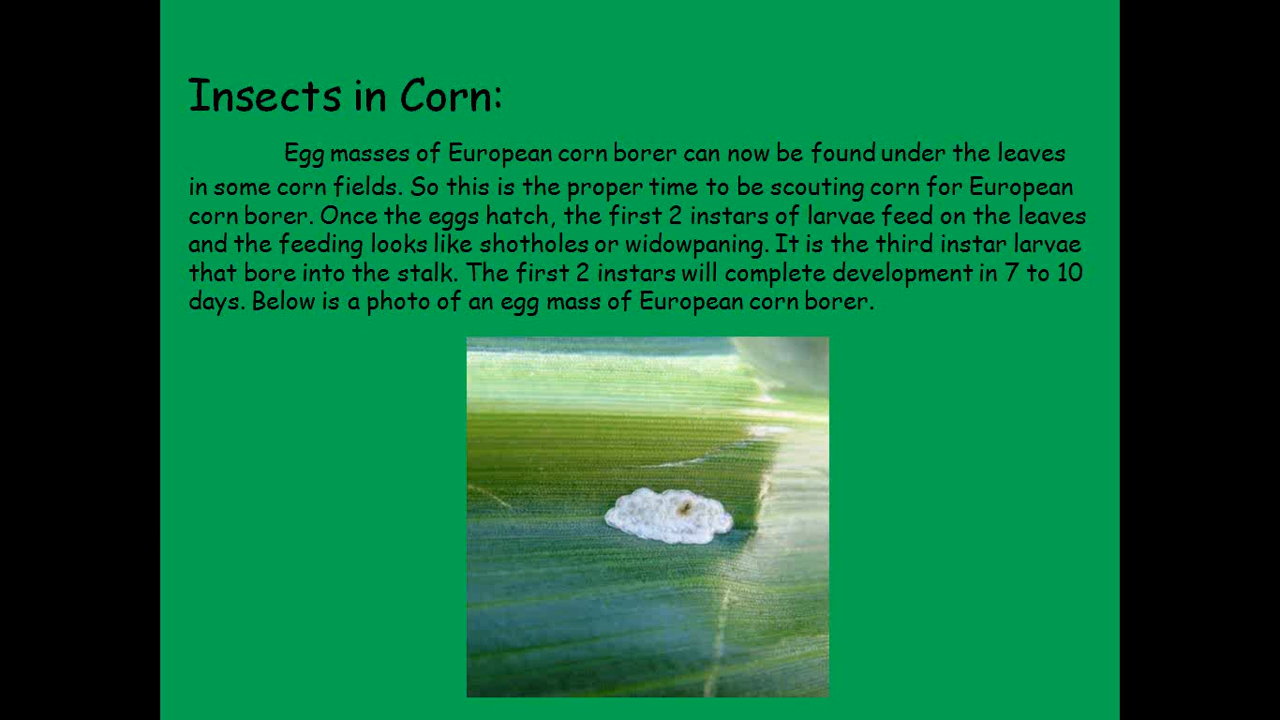 Insects in Corn:
Egg masses of European corn borer can now be found under the leaves
in some corn fields. So this is the proper time to be scouting corn for European
corn borer. Once the eggs hatch, the first 2 instars of larvae feed on the leaves
and the feeding looks like shotholes or widowpaning. It is the third instar larvae
that bore into the stalk. The first 2 instars will complete development in 7 to 10
days. Below is a photo of an egg mass of European corn borer.